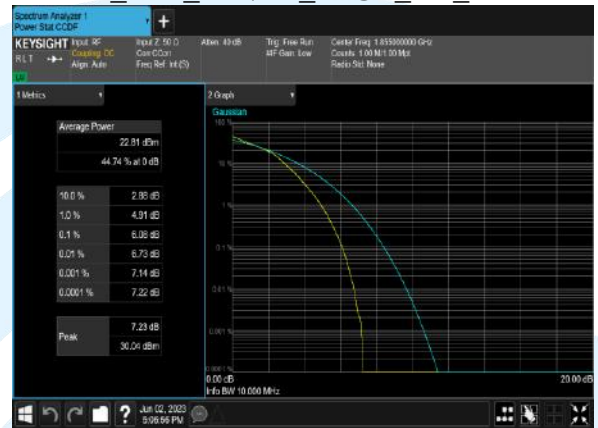 Spectrum Analyzer 1
Power Stat CCDF
KEYSIGHT Input: RF
Input Z: 50 Ω
Atten: 40 dB
Trig: Free Run
Center Freq: 1.855000000 GHz
RLT
Coupling: DC
Corr CCorr
#IF Gain: Low
Counts: 1.00 M/1.00 Mpt
Align: Auto
Freq Ref: Int (S)
Radio Std: None
1 Metrics
2 Graph
Gaussian
Average Power
22.81 dBm
44.74 % at 0 dB
10.0 % 2.88 dB
1.0 % 4.91 dB
0.1 % 6.08 dB
0.01 % 6.73 dB
0.001 % 7.14 dB
0.0001 % 7.22 dB
Peak
7.23 dB
30.04 dBm
100 %
10 %
1 %
0.1 %
0.01 %
0.001 %
0.0001 %
0.00 dB
20.00 dB
Info BW 10.000 MHz
Jun 02, 2023
5:06:56 PM